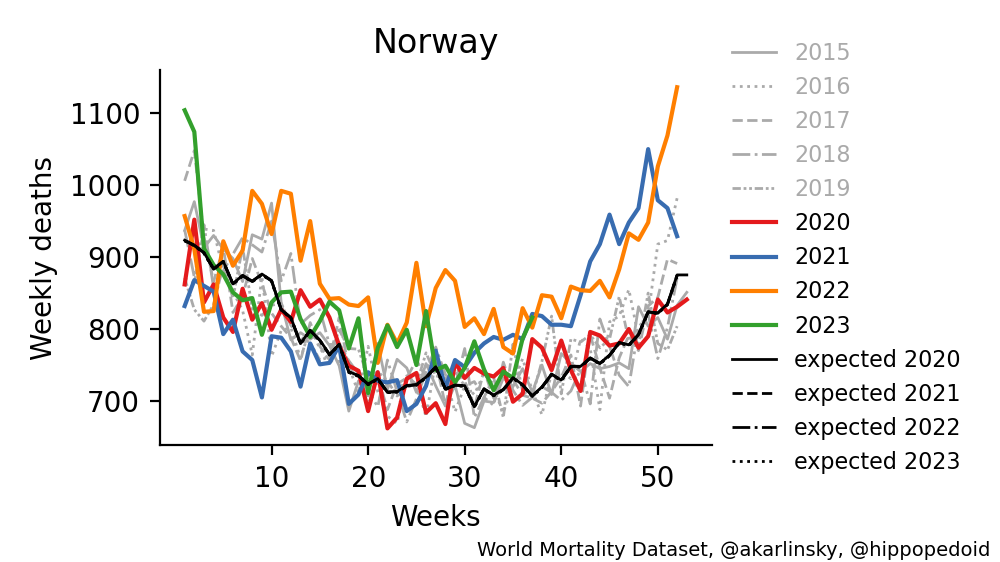 Norway
Weekly deaths
1100
1000
900
800
700
10 20 30 40 50
Weeks
2015
2016
2017
2018
2019
2020
2021
2022
2023
expected 2020
expected 2021
expected 2022
expected 2023
World Mortality Dataset, @akarlinsky, @hippopedoid